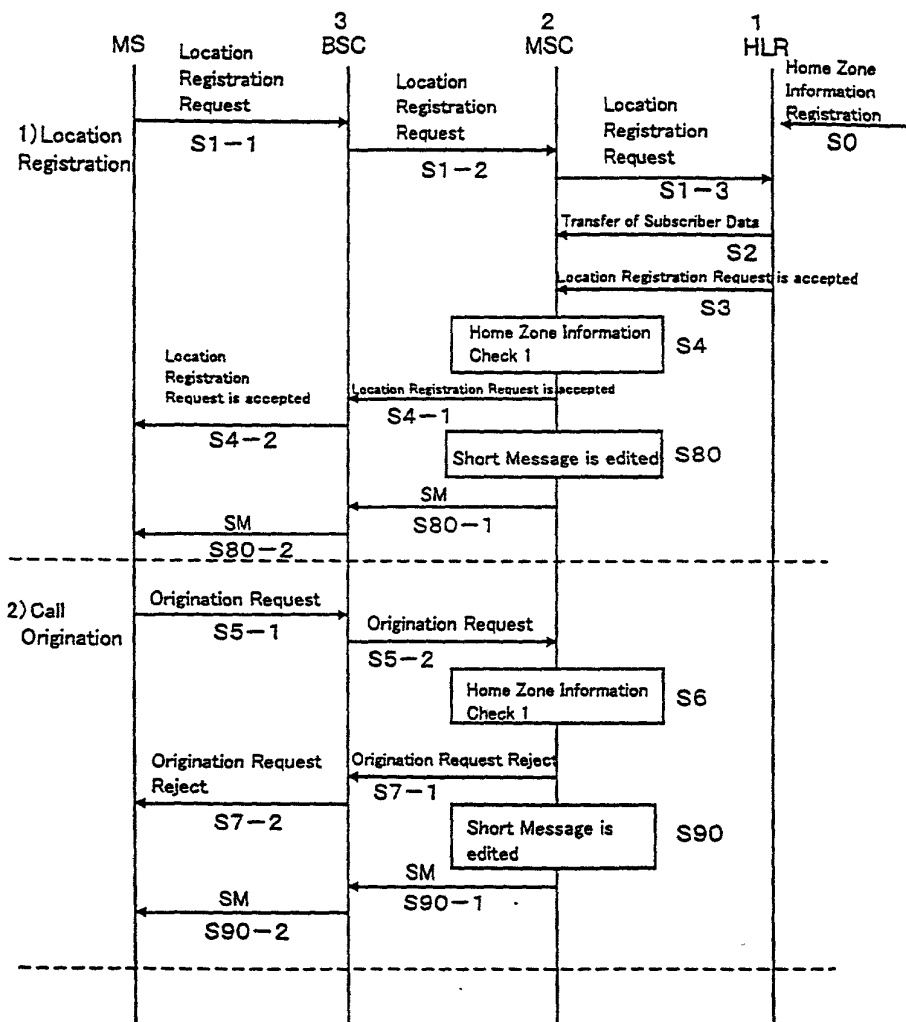 3
2
1
MS
BSC
MSC
HLR
Location
Registration
Request
Location
Registration
Request
Location
Registration
Request
Home Zone
Information
Registration
1)Location
Registration
S1-1
S0
S1-2
S1-3
Transfer of Subscriber Data
S2
Location Registration Request is accepted
S3
Home Zone Information
Check 1
S4
Location
Registration
Request is accepted
Location Registration Request is accepted
S4-1
S4-2
Short Message is edited
S80
SM
S80-1
SM
S80-2
2)Call
Origination
Origination Request
S5-1
Origination Request
S5-2
Home Zone Information
Check 1
S6
Origination Request
Reject
Origination Request Reject
S7-1
S7-2
Short Message is
edited
S90
SM
S90-1
SM
S90-2